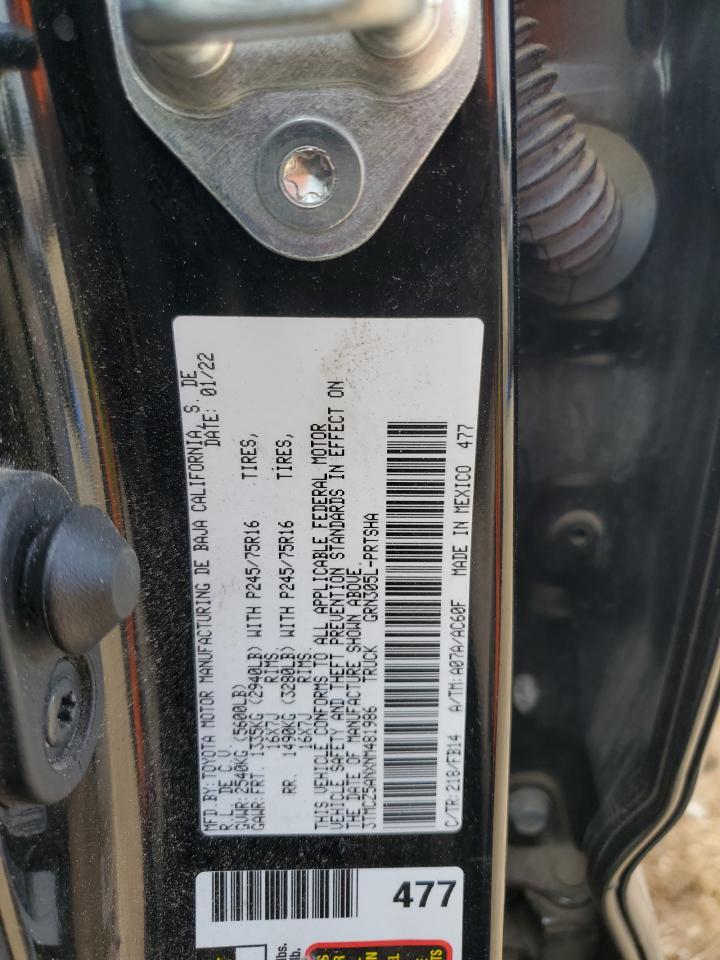 MFD.BY:TOYOTA MOTOR MANUFACTURING DE BAJA CALIFORNIA, S. DE
R.L. DE C.V. DATE: 01/22
GVWR:2540KG (5600LB)
GAWR:FRT. 1335KG (2940LB) WITH P245/75R16 TIRES,
16X7J RIMS.
RR. 1490KG (3280LB) WITH P245/75R16 TIRES,
16X7J RIMS.
THIS VEHICLE CONFORMS TO ALL APPLICABLE FEDERAL MOTOR
VEHICLE SAFETY AND THEFT PREVENTION STANDARDS IN EFFECT ON
THE DATE OF MANUFACTURE SHOWN ABOVE.
3TMCZ5ANXNM481986 TRUCK GRN305L-PRTSHA
C/TR:218/FB14 A/TM:A07A/AC60F MADE IN MEXICO 477
477
lbs.
lb.